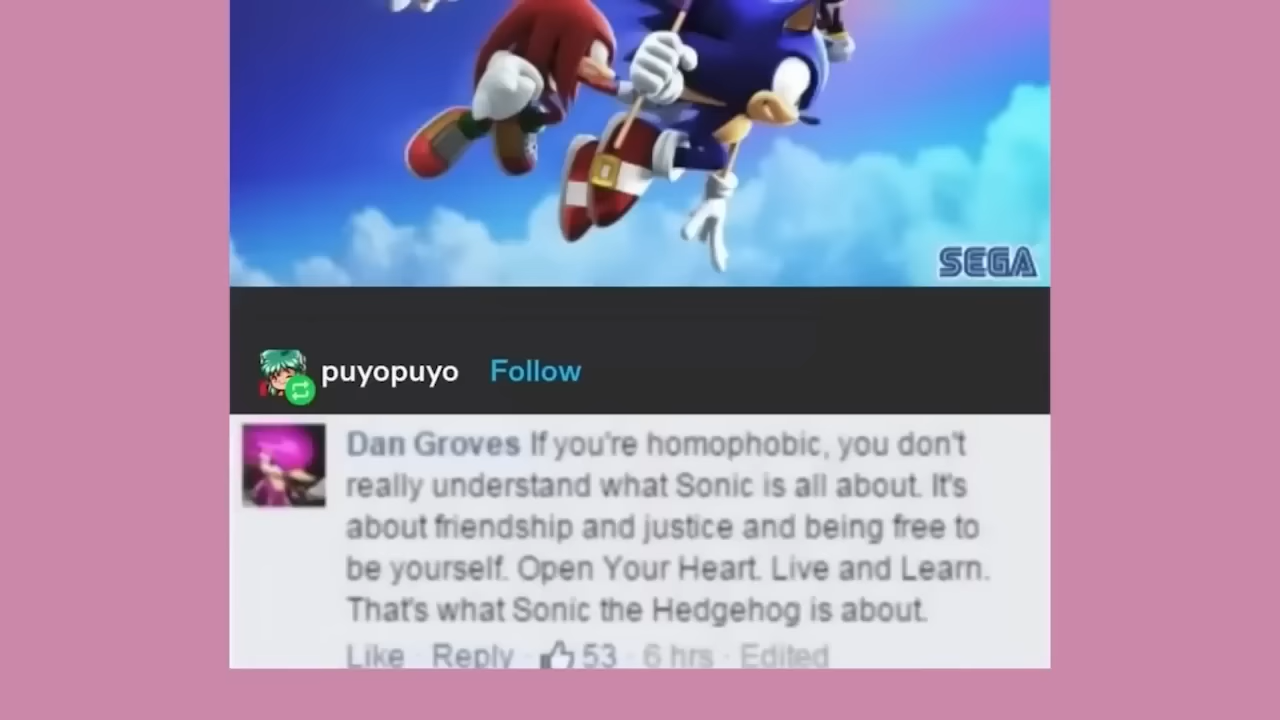 SEGA
puyopuyo Follow
Dan Groves If you're homophobic, you don't
really understand what Sonic is all about. It's
about friendship and justice and being free to
be yourself. Open Your Heart. Live and Learn.
That's what Sonic the Hedgehog is about.
Like · Reply · 53 · 6 hrs · Edited